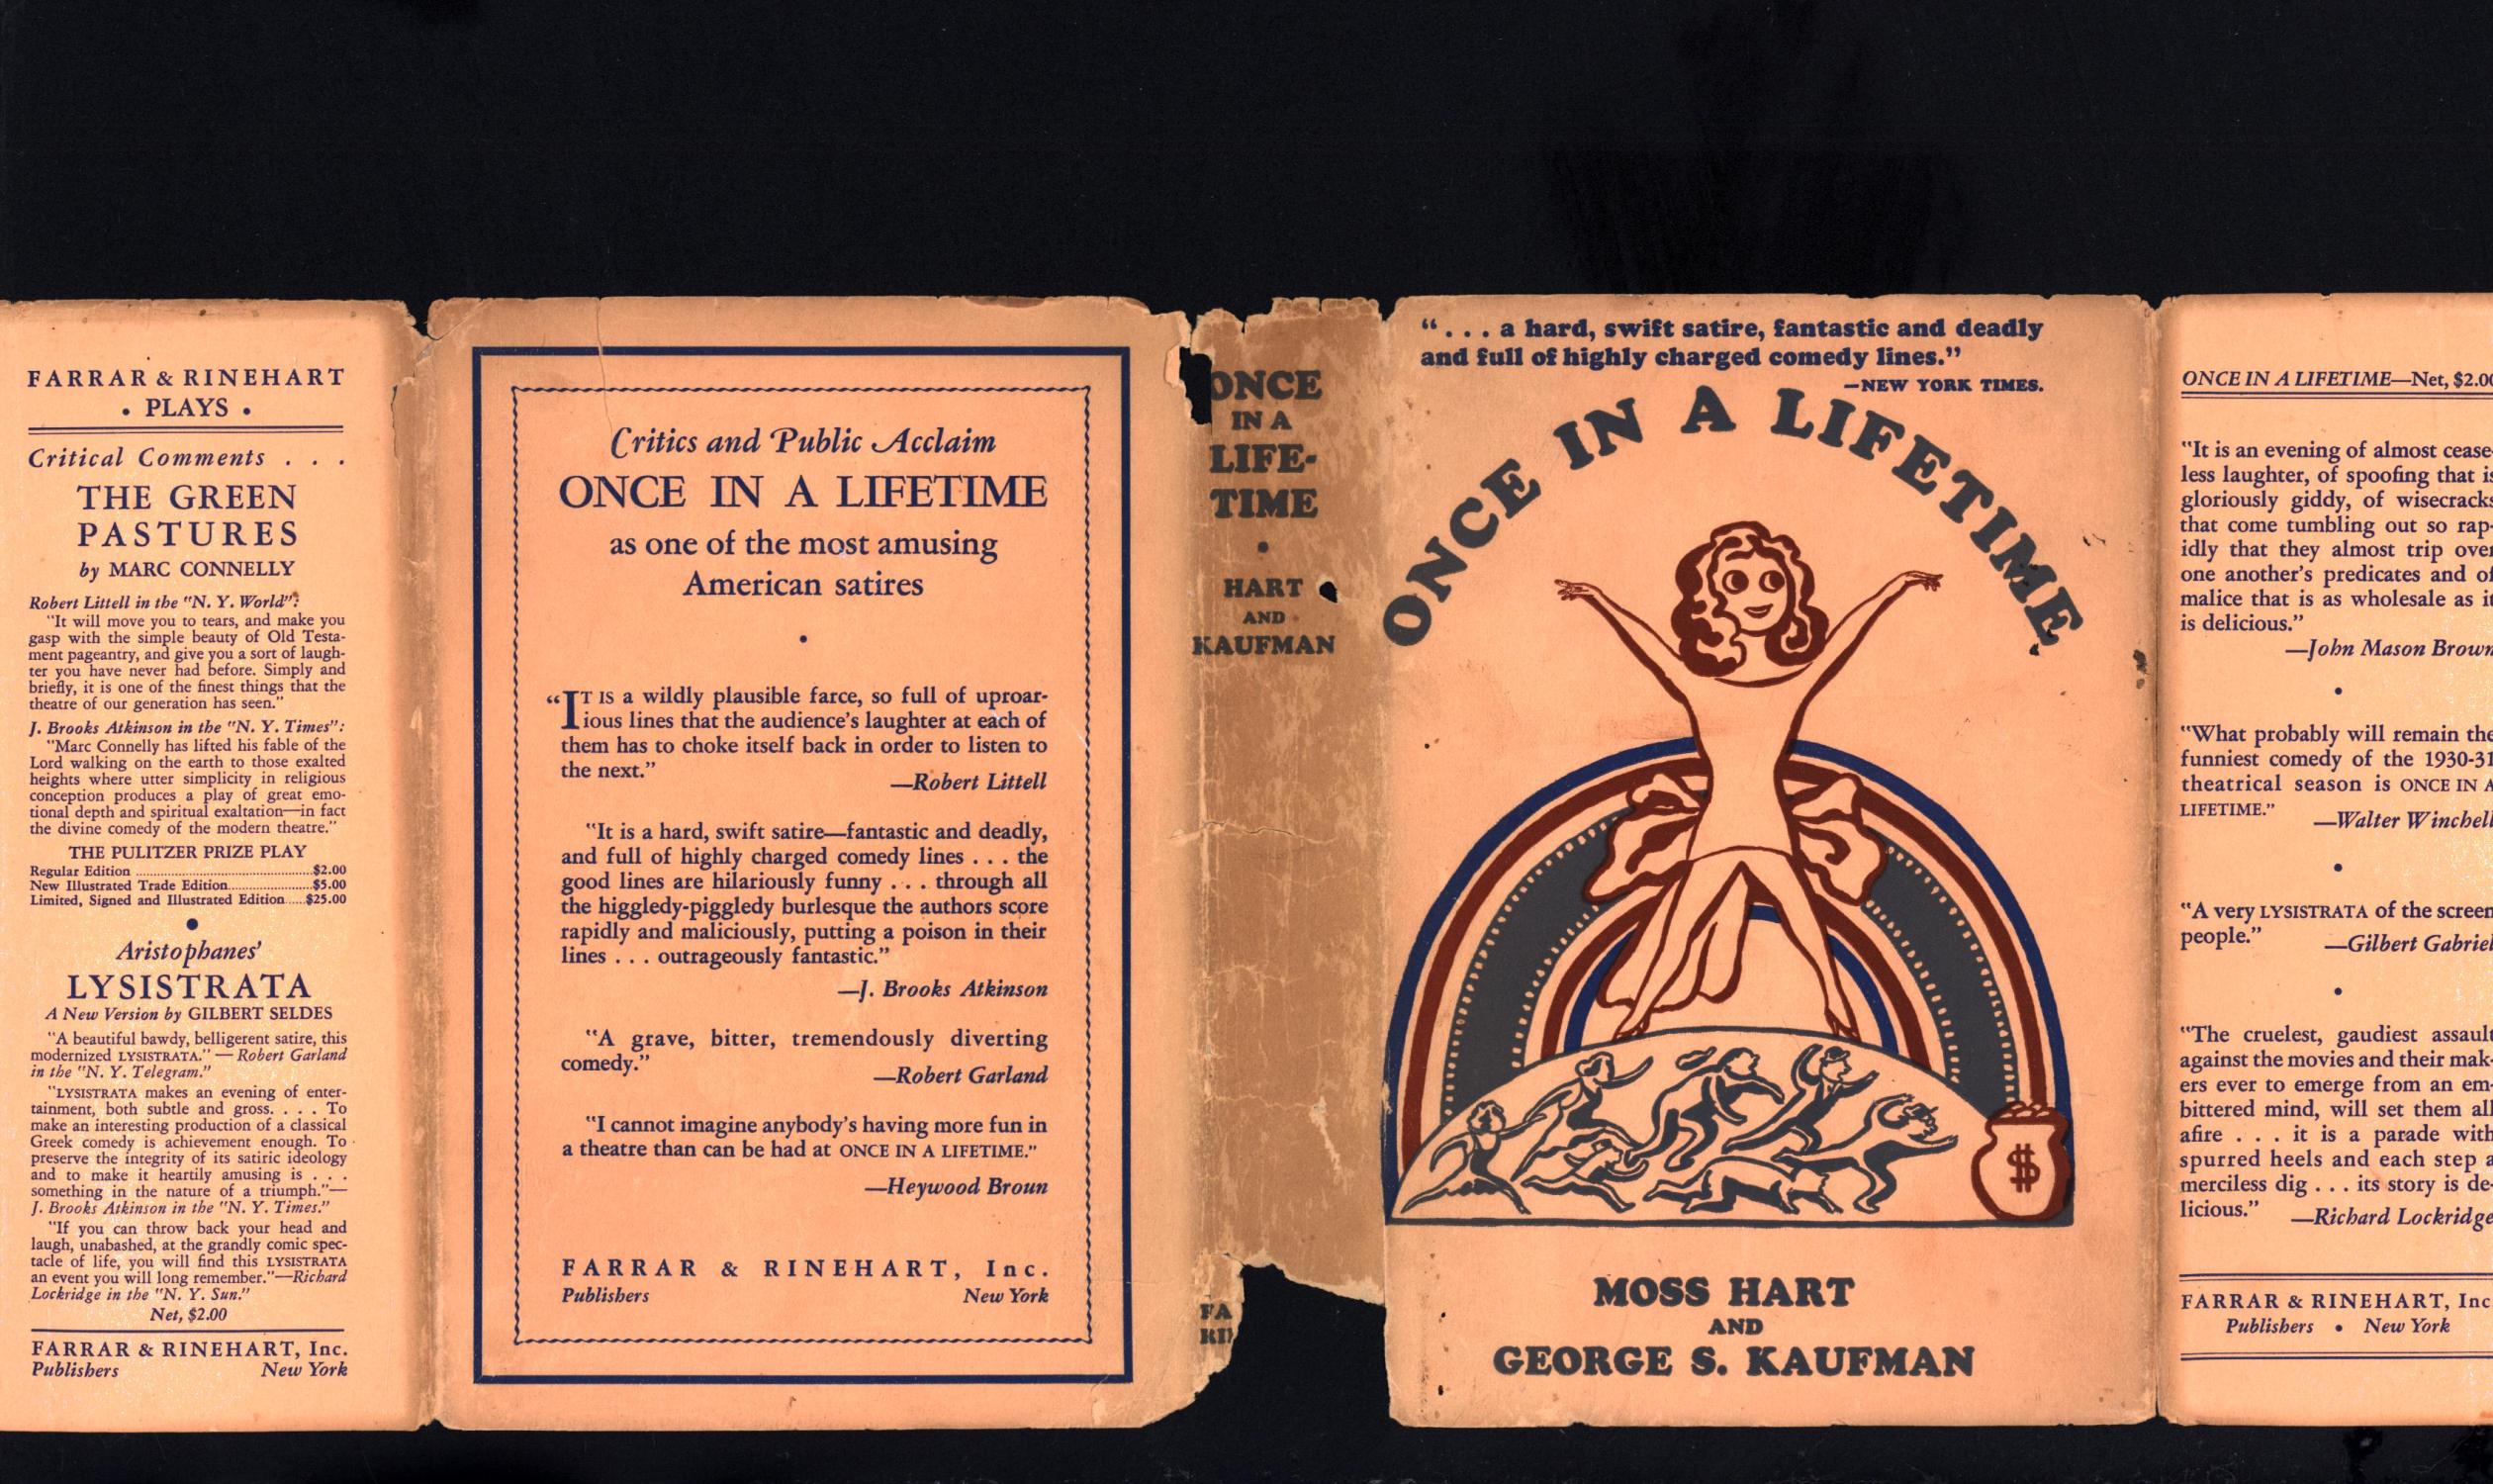 FARRAR & RINEHART
• PLAYS •
Critical Comments . . .
THE GREEN
PASTURES
by MARC CONNELLY
Robert Littell in the "N. Y. World":
"It will move you to tears, and make you
gasp with the simple beauty of Old Testa-
ment pageantry, and give you a sort of laugh-
ter you have never had before. Simply and
briefly, it is one of the finest things that the
theatre of our generation has seen."
J. Brooks Atkinson in the "N. Y. Times":
"Marc Connelly has lifted his fable of the
Lord walking on the earth to those exalted
heights where utter simplicity in religious
conception produces a play of great emo-
tional depth and spiritual exaltation—in fact
the divine comedy of the modern theatre."
THE PULITZER PRIZE PLAY
Regular Edition ........................................ $2.00
New Illustrated Trade Edition........................ $5.00
Limited, Signed and Illustrated Edition...... $25.00
•
Aristophanes'
LYSISTRATA
A New Version by GILBERT SELDES
"A beautiful bawdy, belligerent satire, this
modernized LYSISTRATA." — Robert Garland
in the "N. Y. Telegram."
"LYSISTRATA makes an evening of enter-
tainment, both subtle and gross. . . . To
make an interesting production of a classical
Greek comedy is achievement enough. To
preserve the integrity of its satiric ideology
and to make it heartily amusing is . . .
something in the nature of a triumph."—
J. Brooks Atkinson in the "N. Y. Times."
"If you can throw back your head and
laugh, unabashed, at the grandly comic spec-
tacle of life, you will find this LYSISTRATA
an event you will long remember."—Richard
Lockridge in the "N. Y. Sun."
Net, $2.00
FARRAR & RINEHART, Inc.
Publishers New York
Critics and Public Acclaim
ONCE IN A LIFETIME
as one of the most amusing
American satires
•
"IT IS a wildly plausible farce, so full of uproar-
ious lines that the audience's laughter at each of
them has to choke itself back in order to listen to
the next."
—Robert Littell
"It is a hard, swift satire—fantastic and deadly,
and full of highly charged comedy lines . . . the
good lines are hilariously funny . . . through all
the higgledy-piggledy burlesque the authors score
rapidly and maliciously, putting a poison in their
lines . . . outrageously fantastic."
—J. Brooks Atkinson
"A grave, bitter, tremendously diverting
comedy."
—Robert Garland
"I cannot imagine anybody's having more fun in
a theatre than can be had at ONCE IN A LIFETIME."
—Heywood Broun
FARRAR & RINEHART, Inc.
Publishers New York
ONCE
IN A
LIFE-
TIME
•
HART
AND
KAUFMAN
FA
RI
". . . a hard, swift satire, fantastic and deadly
and full of highly charged comedy lines."
—NEW YORK TIMES.
ONCE IN A LIFETIME
$
MOSS HART
AND
GEORGE S. KAUFMAN
ONCE IN A LIFETIME—Net, $2.00
"It is an evening of almost cease-
less laughter, of spoofing that is
gloriously giddy, of wisecracks
that come tumbling out so rap-
idly that they almost trip over
one another's predicates and of
malice that is as wholesale as it
is delicious."
—John Mason Brown
•
"What probably will remain the
funniest comedy of the 1930-31
theatrical season is ONCE IN A
LIFETIME."
—Walter Winchell
•
"A very LYSISTRATA of the screen
people."
—Gilbert Gabriel
•
"The cruelest, gaudiest assault
against the movies and their mak-
ers ever to emerge from an em-
bittered mind, will set them all
afire . . . it is a parade with
spurred heels and each step a
merciless dig . . . its story is de-
licious."
—Richard Lockridge
FARRAR & RINEHART, Inc
Publishers • New York